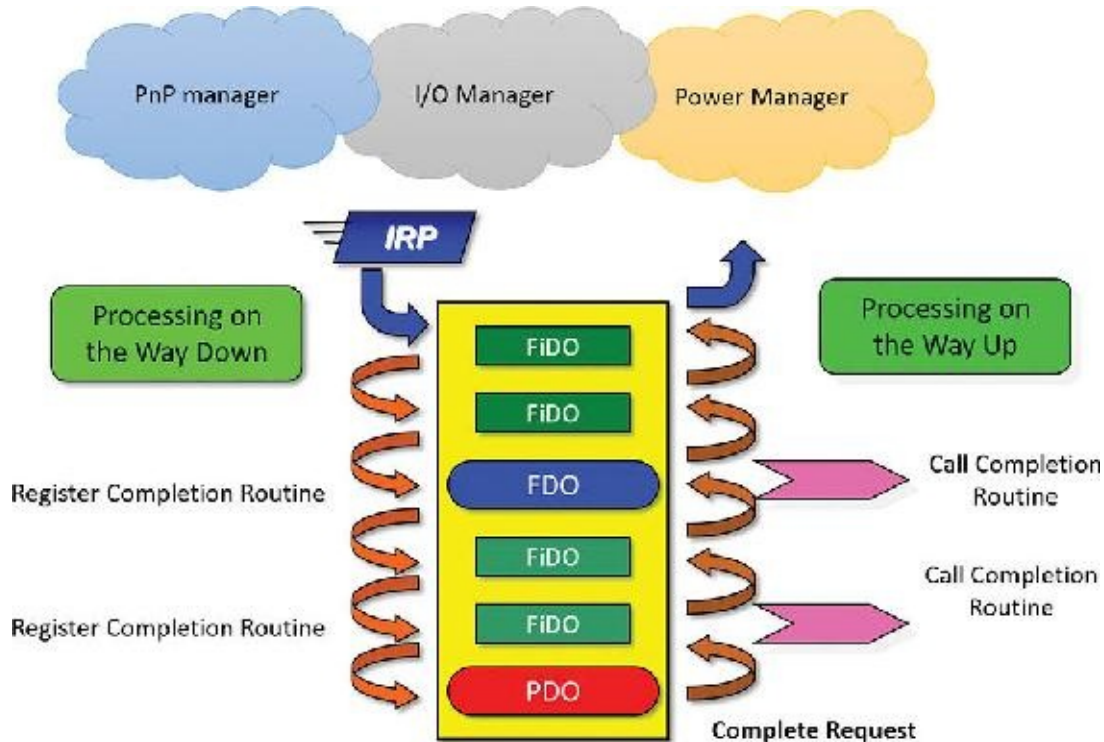 PnP manager
I/O Manager
Power Manager
IRP
Processing on
the Way Down
Processing on
the Way Up
FiDO
FiDO
FDO
FiDO
FiDO
PDO
Register Completion Routine
Register Completion Routine
Call Completion
Routine
Call Completion
Routine
Complete Request